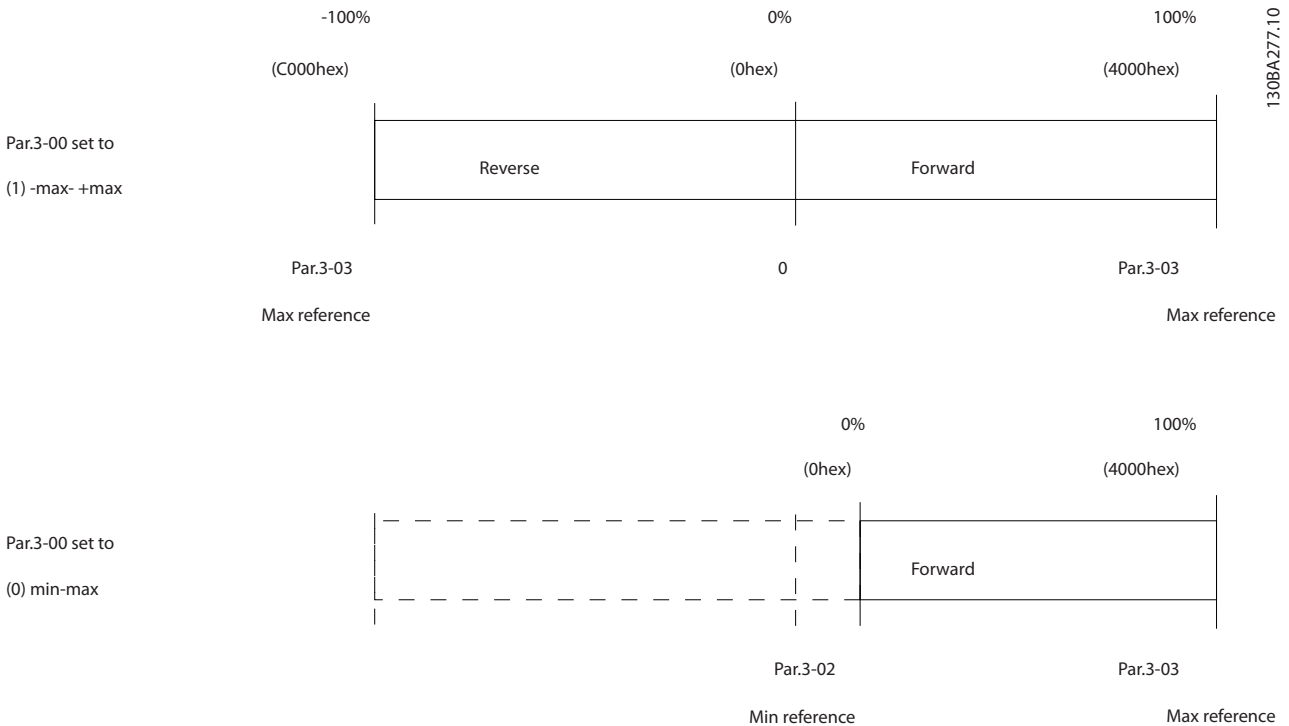 -100% 0% 100%
(C000hex) (0hex) (4000hex)
130BA277.10
Par.3-00 set to
(1) -max- +max
Reverse Forward
Par.3-03 0 Par.3-03
Max reference Max reference
0% 100%
(0hex) (4000hex)
Par.3-00 set to
(0) min-max
Forward
Par.3-02 Par.3-03
Min reference Max reference